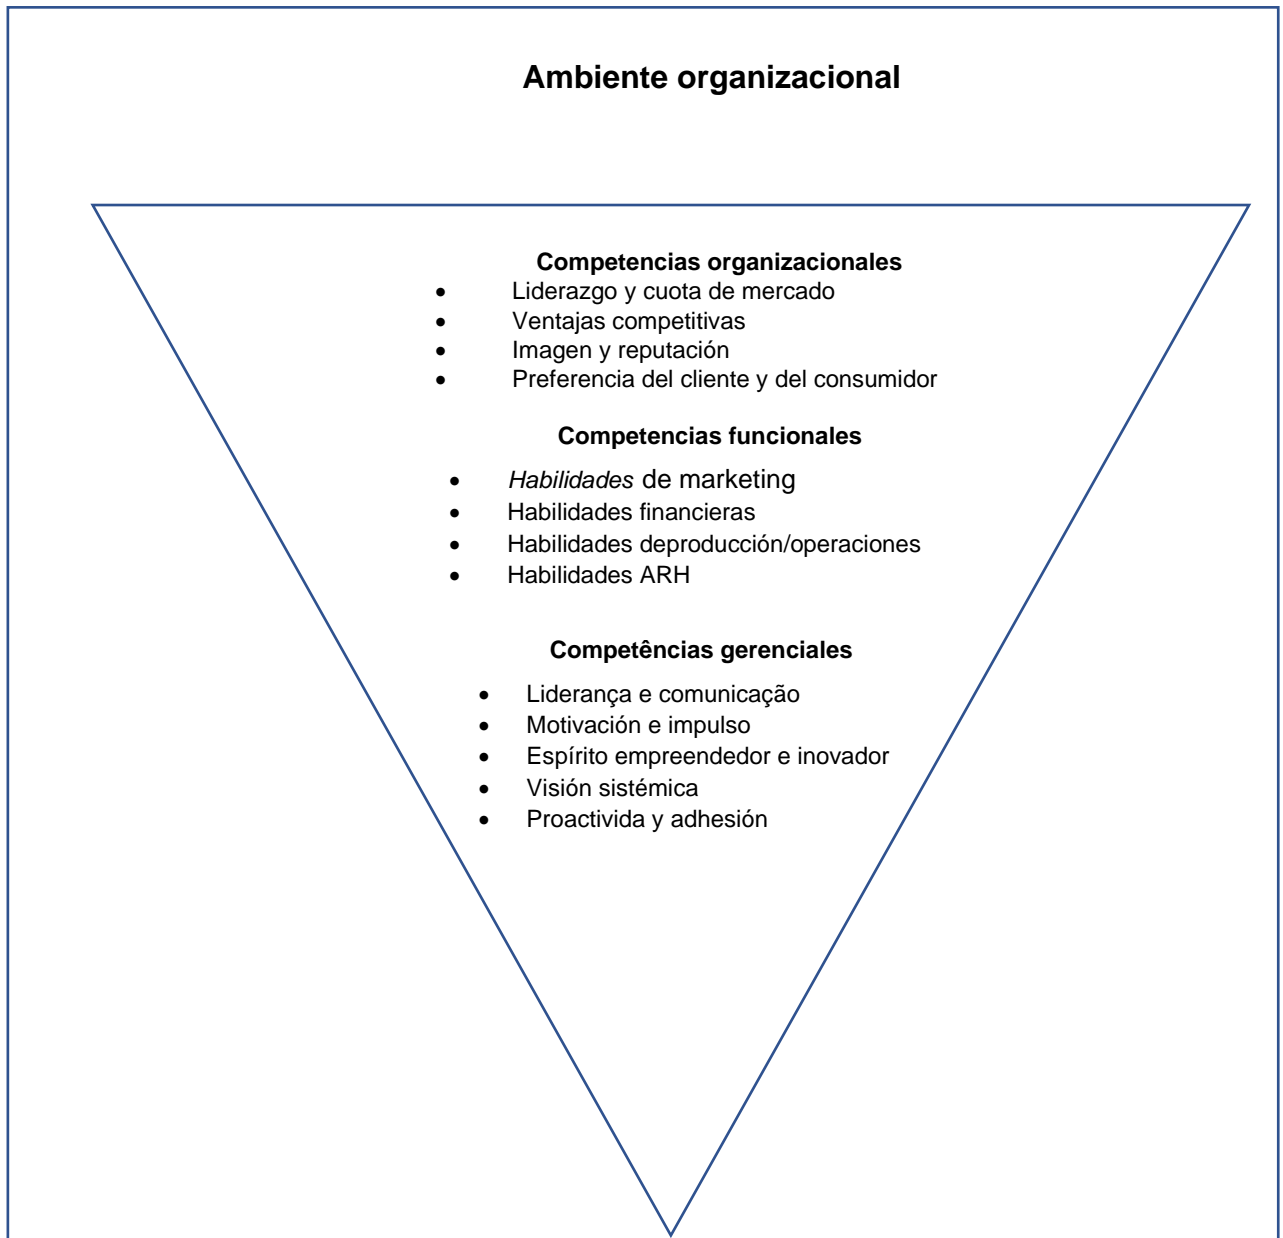 Ambiente organizacional
Competencias organizacionales
• Liderazgo y cuota de mercado
• Ventajas competitivas
• Imagen y reputación
• Preferencia del cliente y del consumidor
Competencias funcionales
• Habilidades de marketing
• Habilidades financieras
• Habilidades deproducción/operaciones
• Habilidades ARH
Competências gerenciales
• Liderança e comunicação
• Motivación e impulso
• Espírito empreendedor e inovador
• Visión sistémica
• Proactivida y adhesión